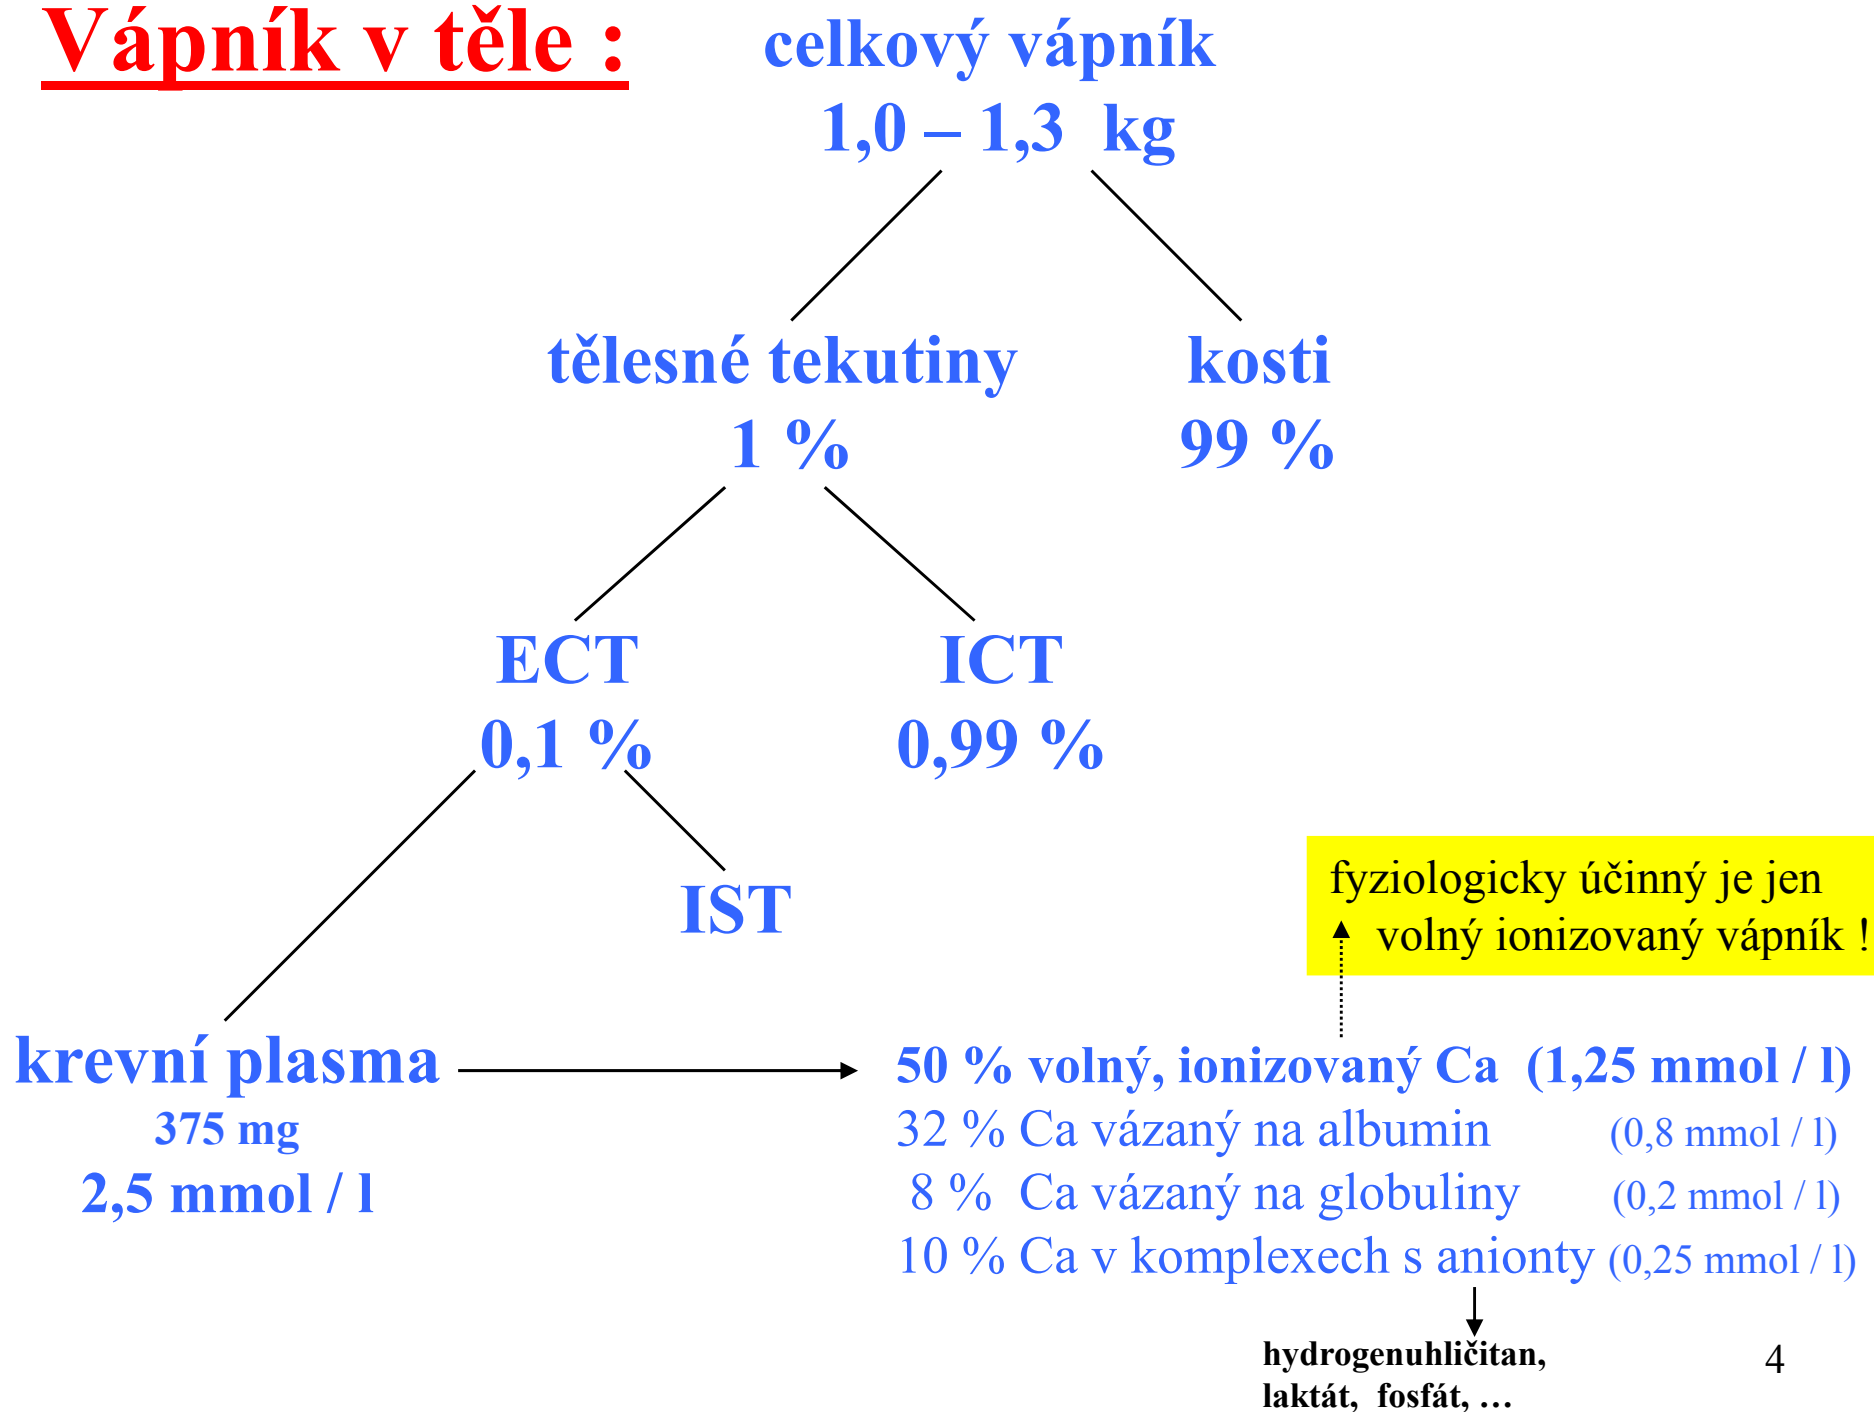 Vápník v těle :
celkový vápník
1,0 – 1,3 kg
tělesné tekutiny
1 %
kosti
99 %
ECT
0,1 %
ICT
0,99 %
IST
fyziologicky účinný je jen
volný ionizovaný vápník !
krevní plasma
375 mg
2,5 mmol / l
50 % volný, ionizovaný Ca (1,25 mmol / l)
32 % Ca vázaný na albumin (0,8 mmol / l)
8 % Ca vázaný na globuliny (0,2 mmol / l)
10 % Ca v komplexech s anionty (0,25 mmol / l)
hydrogenuhličitan,
laktát, fosfát, …
4